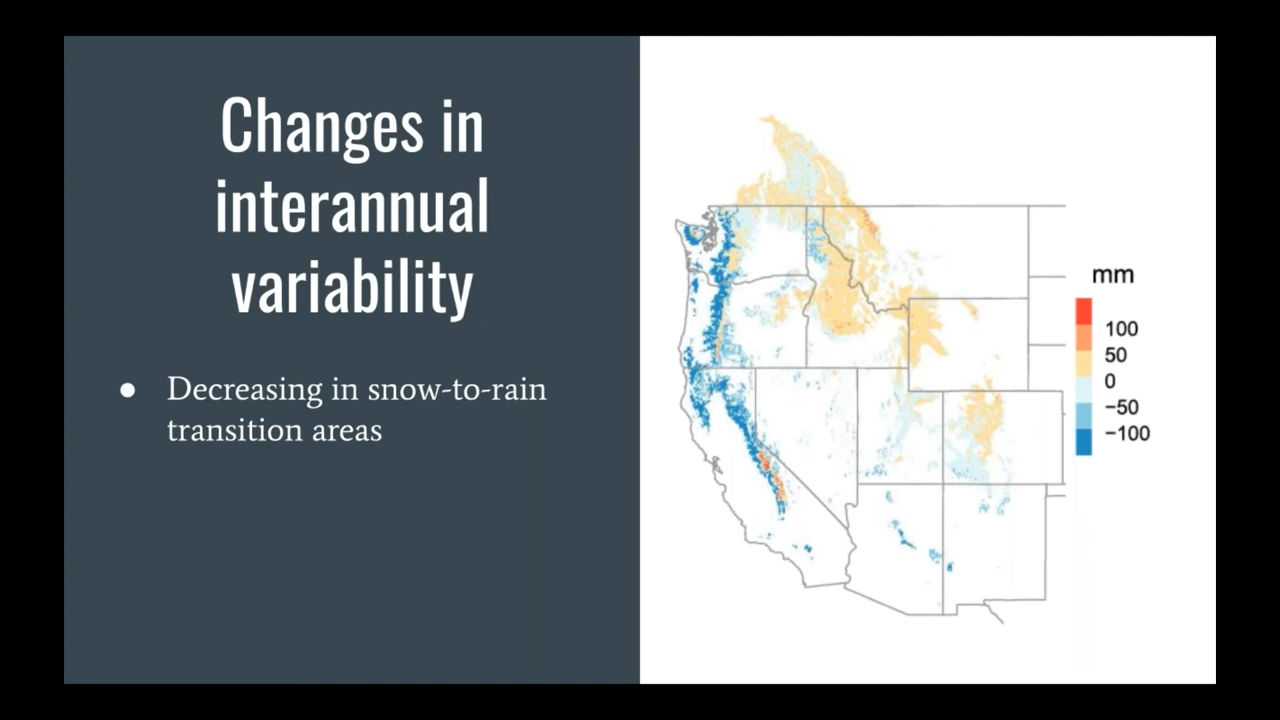 Changes in
interannual
variability
● Decreasing in snow-to-rain
transition areas
mm
100
50
0
−50
−100